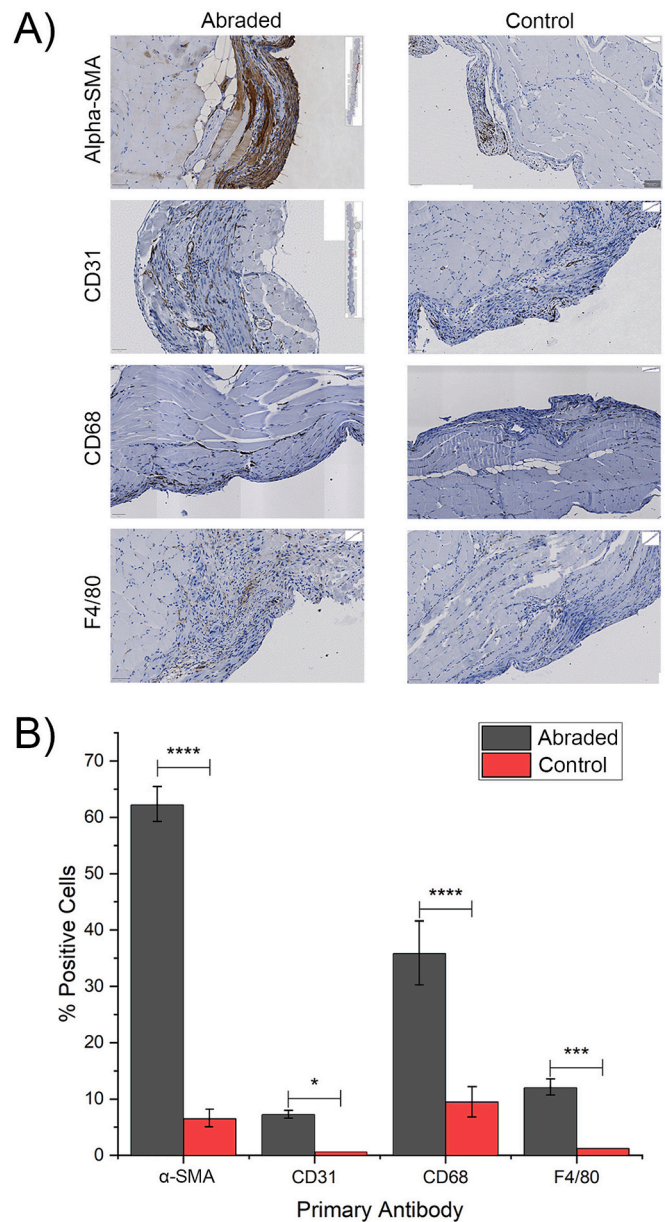 A)
Abraded
Control
Alpha-SMA
CD31
CD68
F4/80
B)
Abraded
Control
70
60
50
40
30
20
10
0
% Positive Cells
****
*
****
***
α-SMA
CD31
CD68
F4/80
Primary Antibody